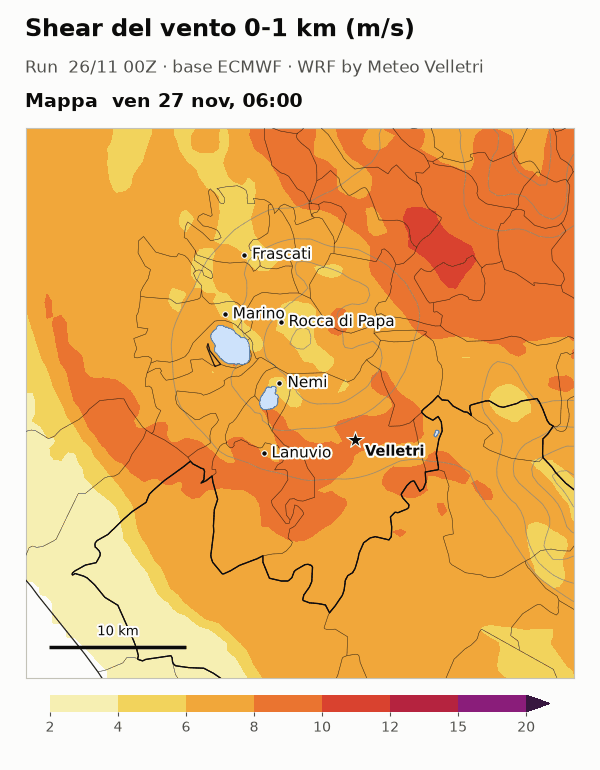 Shear del vento 0-1 km (m/s)
Run  26/11 00Z · base ECMWF · WRF by Meteo Velletri
Mappa  ven 27 nov, 06:00
Frascati
Marino
Rocca di Papa
Nemi
Velletri
Lanuvio
10 km
2 4 6 8 10 12 15 20